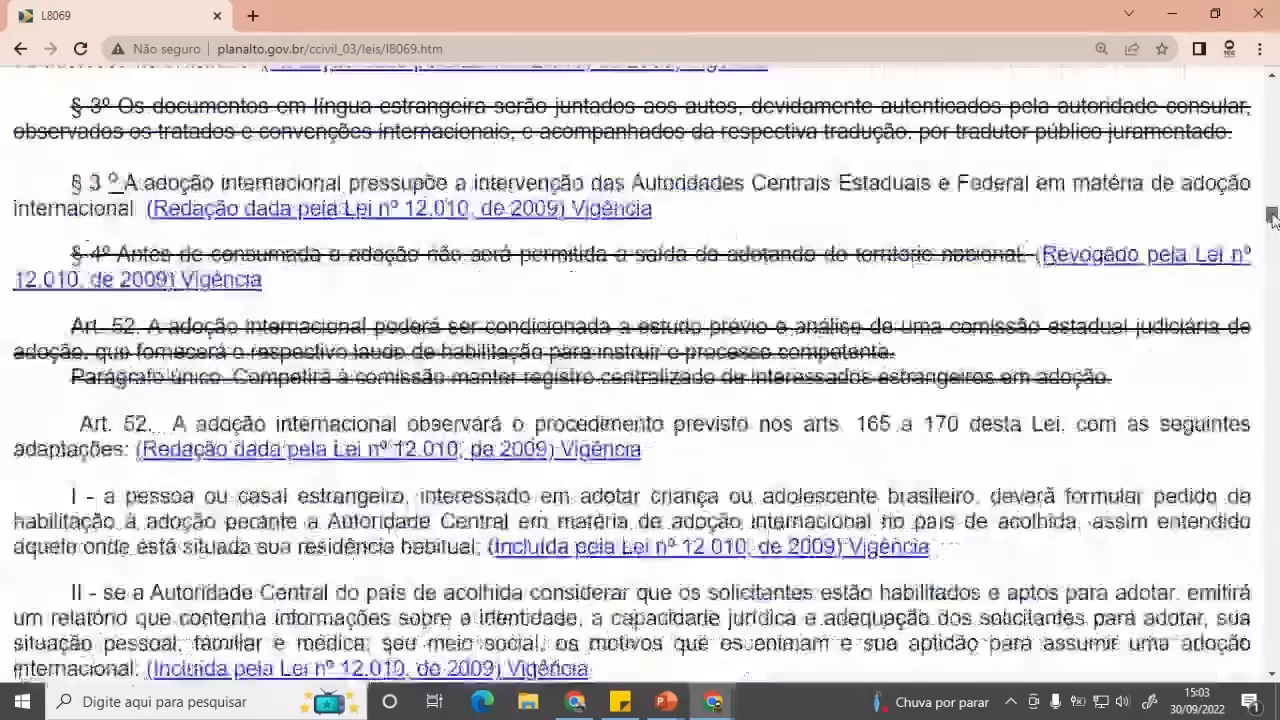 L8069
Não seguro
planalto.gov.br/ccivil_03/leis/l8069.htm
§ 3º Os documentos em língua estrangeira serão juntados aos autos, devidamente autenticados pela autoridade consular,
observados os tratados e convenções internacionais, e acompanhados da respectiva tradução, por tradutor público juramentado.
§ 3 º A adoção internacional pressupõe a intervenção das Autoridades Centrais Estaduais e Federal em matéria de adoção
internacional. (Redação dada pela Lei nº 12.010, de 2009) Vigência
§ 4º Antes de consumada a adoção não será permitida a saída do adotando do território nacional. (Revogado pela Lei nº
12.010, de 2009) Vigência
Art. 52. A adoção internacional poderá ser condicionada a estudo prévio e análise de uma comissão estadual judiciária de
adoção, que fornecerá o respectivo laudo de habilitação para instruir o processo competente.
Parágrafo único. Competirá à comissão manter registro centralizado de interessados estrangeiros em adoção.
Art. 52. A adoção internacional observará o procedimento previsto nos arts. 165 a 170 desta Lei, com as seguintes
adaptações: (Redação dada pela Lei nº 12.010, de 2009) Vigência
I - a pessoa ou casal estrangeiro, interessado em adotar criança ou adolescente brasileiro, deverá formular pedido de
habilitação à adoção perante a Autoridade Central em matéria de adoção internacional no país de acolhida, assim entendido
aquele onde está situada sua residência habitual; (Incluída pela Lei nº 12.010, de 2009) Vigência
II - se a Autoridade Central do país de acolhida considerar que os solicitantes estão habilitados e aptos para adotar, emitirá
um relatório que contenha informações sobre a identidade, a capacidade jurídica e adequação dos solicitantes para adotar, sua
situação pessoal, familiar e médica, seu meio social, os motivos que os animam e sua aptidão para assumir uma adoção
internacional; (Incluída pela Lei nº 12.010, de 2009) Vigência
Digite aqui para pesquisar
Chuva por parar
15:03
30/09/2022